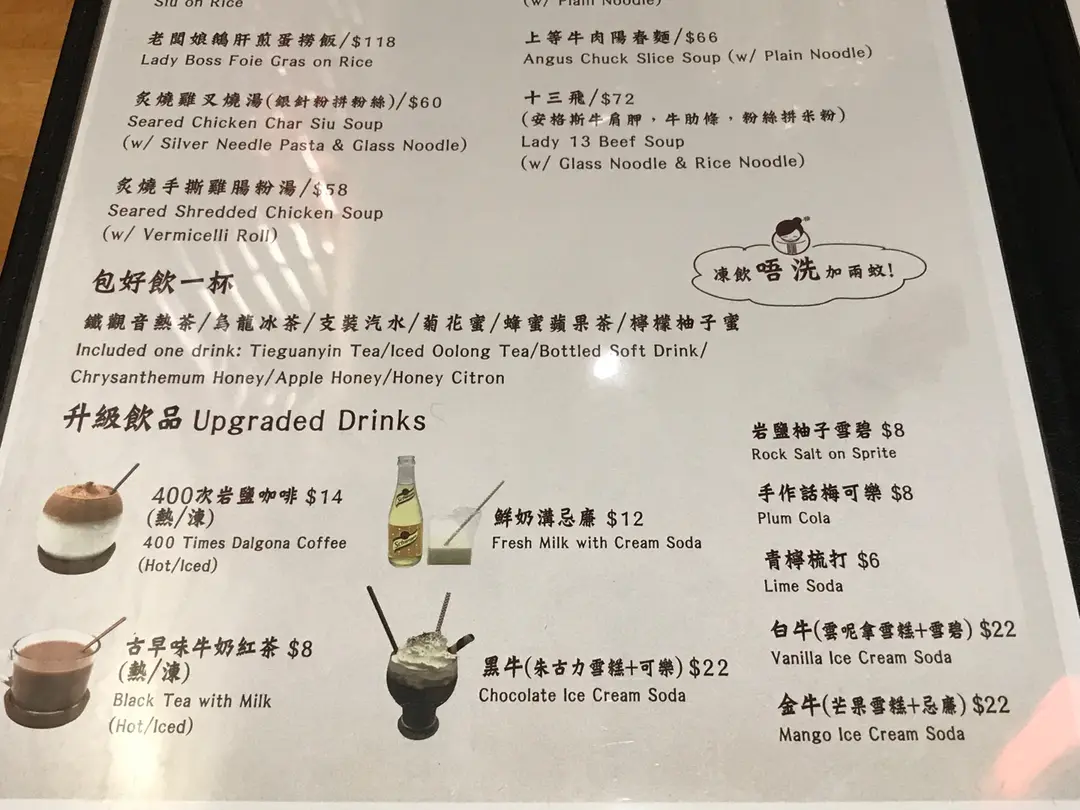 Siu on Rice
老闆娘鵝肝煎蛋撈飯/$118
Lady Boss Foie Gras on Rice
炙燒雞叉燒湯(銀針粉拼粉絲)/$60
Seared Chicken Char Siu Soup
(w/ Silver Needle Pasta & Glass Noodle)
炙燒手撕雞腸粉湯/$58
Seared Shredded Chicken Soup
(w/ Vermicelli Roll)
(w/ Plain Noodle)
上等牛肉陽春麵/$66
Angus Chuck Slice Soup (w/ Plain Noodle)
十三飛/$72
(安格斯牛肩胛，牛肋條，粉絲拼米粉)
Lady 13 Beef Soup
(w/ Glass Noodle & Rice Noodle)
凍飲唔洗加兩蚊!
包好飲一杯
鐵觀音熱茶/烏龍冰茶/支裝汽水/菊花蜜/蜂蜜蘋果茶/檸檬柚子蜜
Included one drink: Tieguanyin Tea/Iced Oolong Tea/Bottled Soft Drink/
Chrysanthemum Honey/Apple Honey/Honey Citron
升級飲品 Upgraded Drinks
400次岩鹽咖啡 $14
(熱/凍)
400 Times Dalgona Coffee
(Hot/Iced)
古早味牛奶紅茶 $8
(熱/凍)
Black Tea with Milk
(Hot/Iced)
Schweppes
鮮奶溝忌廉 $12
Fresh Milk with Cream Soda
黑牛(朱古力雪糕+可樂) $22
Chocolate Ice Cream Soda
岩鹽柚子雪碧 $8
Rock Salt on Sprite
手作話梅可樂 $8
Plum Cola
青檸梳打 $6
Lime Soda
白牛(雲呢拿雪糕+雪碧) $22
Vanilla Ice Cream Soda
金牛(芒果雪糕+忌廉) $22
Mango Ice Cream Soda